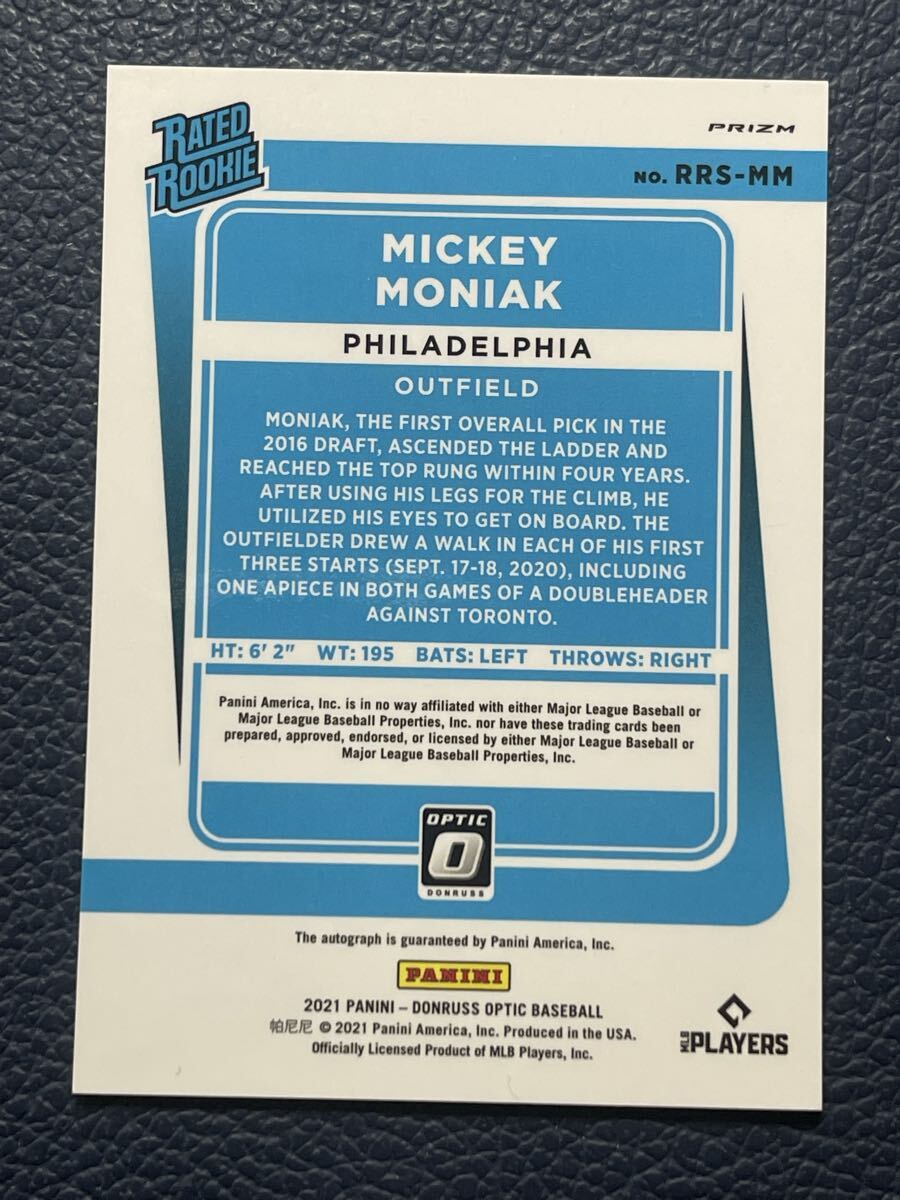 RATED
ROOKIE
PRIZM
NO. RRS-MM
MICKEY
MONIAK
PHILADELPHIA
OUTFIELD
MONIAK, THE FIRST OVERALL PICK IN THE
2016 DRAFT, ASCENDED THE LADDER AND
REACHED THE TOP RUNG WITHIN FOUR YEARS.
AFTER USING HIS LEGS FOR THE CLIMB, HE
UTILIZED HIS EYES TO GET ON BOARD. THE
OUTFIELDER DREW A WALK IN EACH OF HIS FIRST
THREE STARTS (SEPT. 17-18, 2020), INCLUDING
ONE APIECE IN BOTH GAMES OF A DOUBLEHEADER
AGAINST TORONTO.
HT: 6' 2" WT: 195 BATS: LEFT THROWS: RIGHT
Panini America, Inc. is in no way affiliated with either Major League Baseball or
Major League Baseball Properties, Inc. nor have these trading cards been
prepared, approved, endorsed, or licensed by either Major League Baseball or
Major League Baseball Properties, Inc.
OPTIC
O
DONRUSS
The autograph is guaranteed by Panini America, Inc.
PANINI
2021 PANINI – DONRUSS OPTIC BASEBALL
帕尼尼 © 2021 Panini America, Inc. Produced in the USA.
Officially Licensed Product of MLB Players, Inc.
MLB PLAYERS